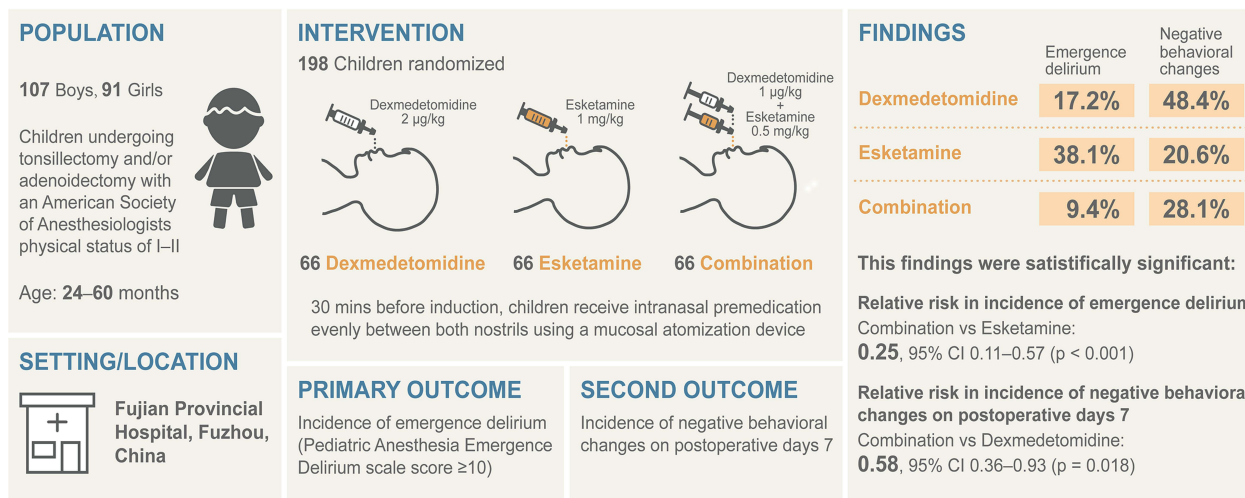 POPULATION
107 Boys, 91 Girls
Children undergoing
tonsillectomy and/or
adenoidectomy with
an American Society
of Anesthesiologists
physical status of I–II
Age: 24–60 months
SETTING/LOCATION
Fujian Provincial
Hospital, Fuzhou,
China
INTERVENTION
198 Children randomized
Dexmedetomidine
2 µg/kg
Esketamine
1 mg/kg
Dexmedetomidine
1 µg/kg
+
Esketamine
0.5 mg/kg
66 Dexmedetomidine
66 Esketamine
66 Combination
30 mins before induction, children receive intranasal premedication
evenly between both nostrils using a mucosal atomization device
PRIMARY OUTCOME
Incidence of emergence delirium
(Pediatric Anesthesia Emergence
Delirium scale score ≥10)
SECOND OUTCOME
Incidence of negative behavioral
changes on postoperative days 7
FINDINGS
Emergence
delirium
Negative
behavioral
changes
Dexmedetomidine 17.2% 48.4%
Esketamine 38.1% 20.6%
Combination 9.4% 28.1%
This findings were satistifically significant:
Relative risk in incidence of emergence delirium
Combination vs Esketamine:
0.25, 95% CI 0.11–0.57 (p < 0.001)
Relative risk in incidence of negative behaviora
changes on postoperative days 7
Combination vs Dexmedetomidine:
0.58, 95% CI 0.36–0.93 (p = 0.018)